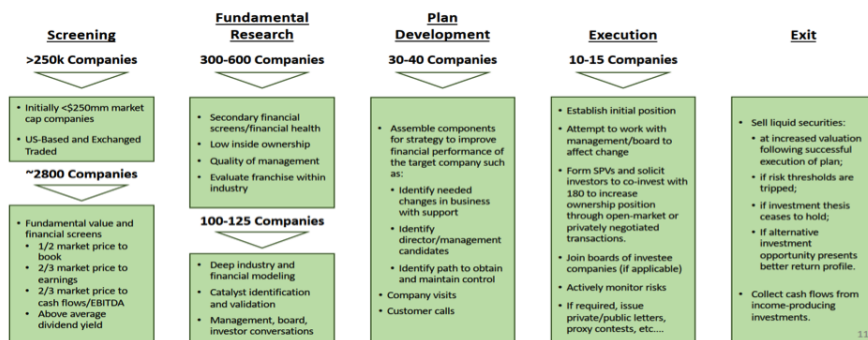 Screening
>250k Companies
• Initially <$250mm market
cap companies
• US-Based and Exchanged
Traded
~2800 Companies
• Fundamental value and
financial screens
• 1/2 market price to
book
• 2/3 market price to
earnings
• 2/3 market price to
cash flows/EBITDA
• Above average
dividend yield
Fundamental
Research
300-600 Companies
• Secondary financial
screens/financial health
• Low inside ownership
• Quality of management
• Evaluate franchise within
industry
100-125 Companies
• Deep industry and
financial modeling
• Catalyst identification
and validation
• Management, board,
investor conversations
Plan
Development
30-40 Companies
• Assemble components
for strategy to improve
financial performance of
the target company such
as:
• Identify needed
changes in business
with support
• Identify
director/management
candidates
• Identify path to obtain
and maintain control
• Company visits
• Customer calls
Execution
10-15 Companies
• Establish initial position
• Attempt to work with
management/board to
affect change
• Form SPVs and solicit
investors to co-invest with
180 to increase
ownership position
through open-market or
privately negotiated
transactions.
• Join boards of investee
companies (if applicable)
• Actively monitor risks
• If required, issue
private/public letters,
proxy contests, etc....
Exit
• Sell liquid securities:
• at increased valuation
following successful
execution of plan;
• if risk thresholds are
tripped;
• if investment thesis
ceases to hold;
• If alternative
investment
opportunity presents
better return profile.
• Collect cash flows from
income-producing
investments.
11